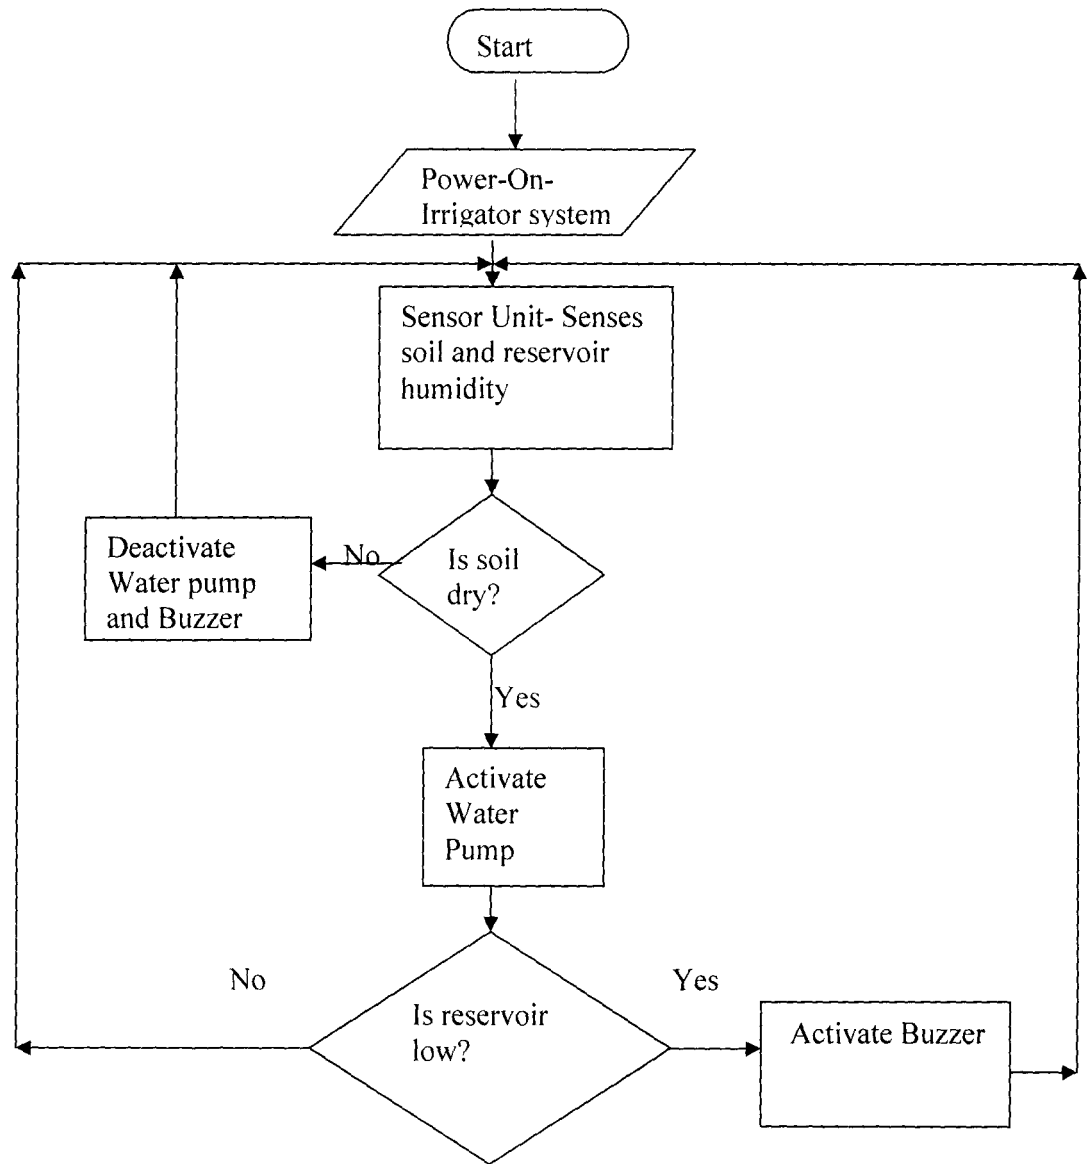 Start
Power-On-
Irrigator system
Sensor Unit- Senses
soil and reservoir
humidity
Is soil
dry?
No
Deactivate
Water pump
and Buzzer
Yes
Activate
Water
Pump
No
Yes
Is reservoir
low?
Activate Buzzer